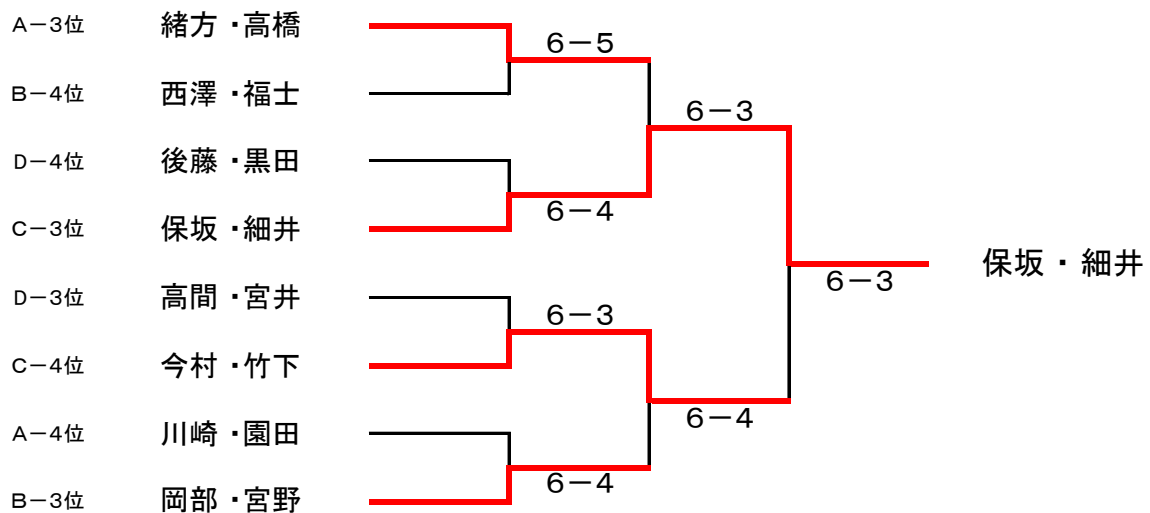 A－3位 緒方・高橋
6－5
B－4位 西澤・福士
6－3
D－4位 後藤・黒田
6－4
C－3位 保坂・細井
保坂・細井
6－3
D－3位 高間・宮井
6－3
C－4位 今村・竹下
6－4
A－4位 川崎・園田
6－4
B－3位 岡部・宮野